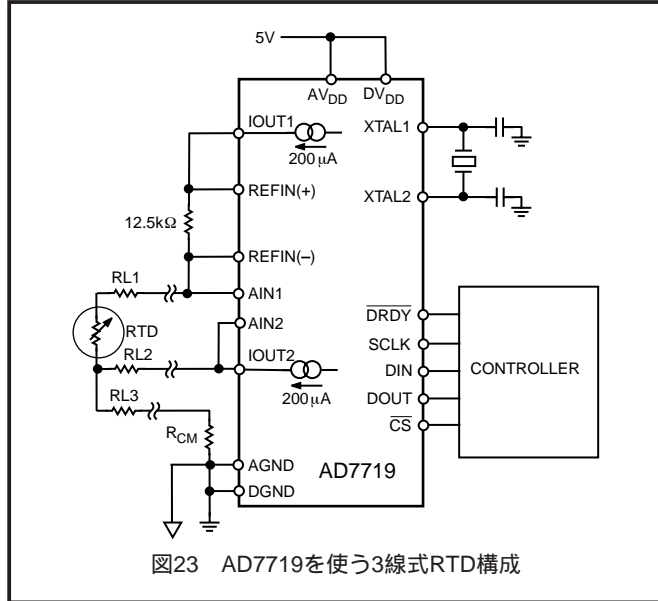 5V
AVDD
DVDD
IOUT1
200μA
XTAL1
REFIN(+)
12.5kΩ
XTAL2
REFIN(–)
RL1
AIN1
AIN2
RTD
RL2
IOUT2
200μA
RL3
RCM
AGND
DGND
AD7719
DRDY
SCLK
DIN
DOUT
CS
CONTROLLER
図23 AD7719を使う3線式RTD構成